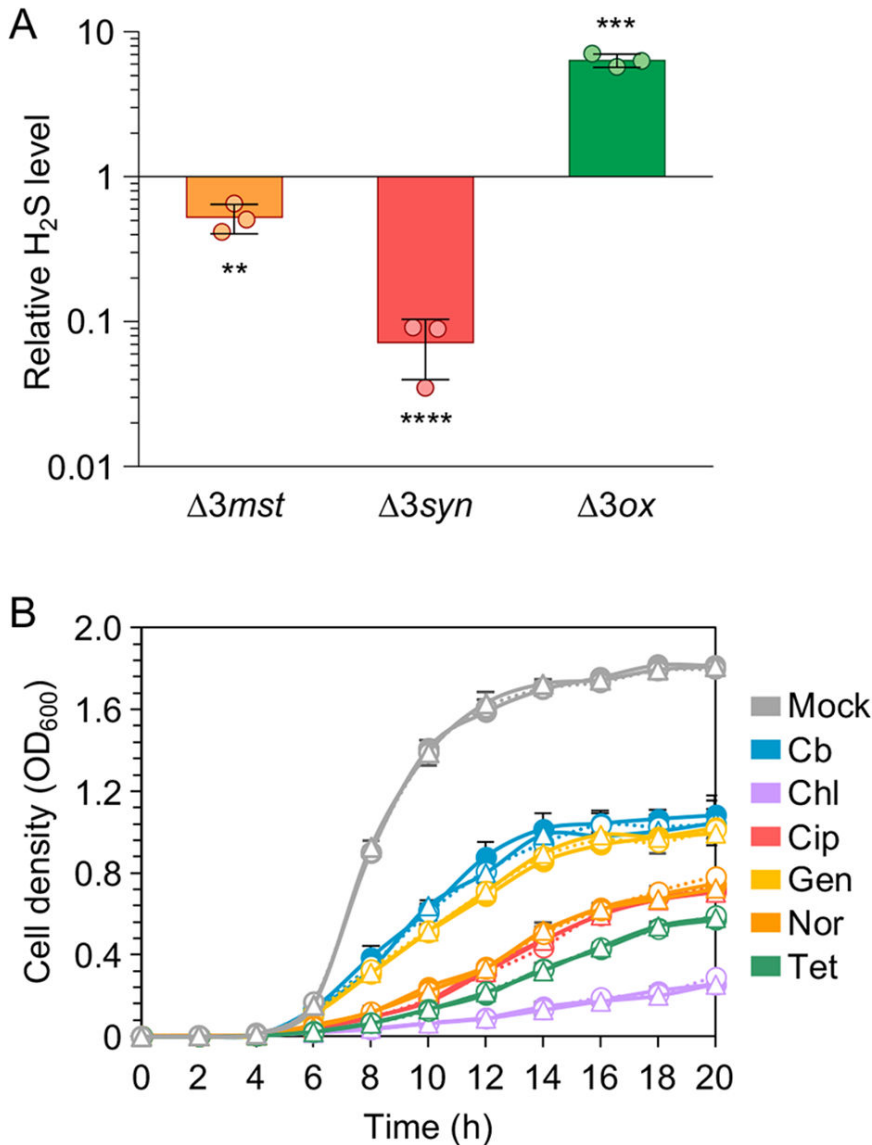 A
Relative H₂S level
10
1
0.1
0.01
***
**
****
Δ3mst
Δ3syn
Δ3ox
B
Cell density (OD₆₀₀)
2.0
1.6
1.2
0.8
0.4
0
0 2 4 6 8 10 12 14 16 18 20
Time (h)
Mock
Cb
Chl
Cip
Gen
Nor
Tet